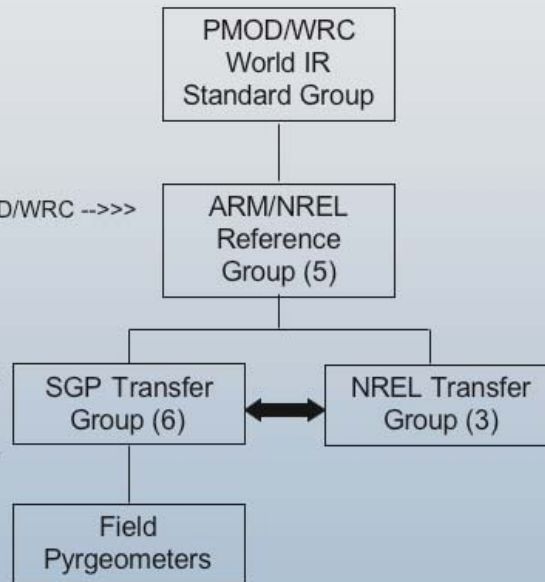 PMOD/WRC
World IR
Standard Group
D/WRC -->>>
ARM/NREL
Reference
Group (5)
SGP Transfer
Group (6)
NREL Transfer
Group (3)
Field
Pyrgeometers